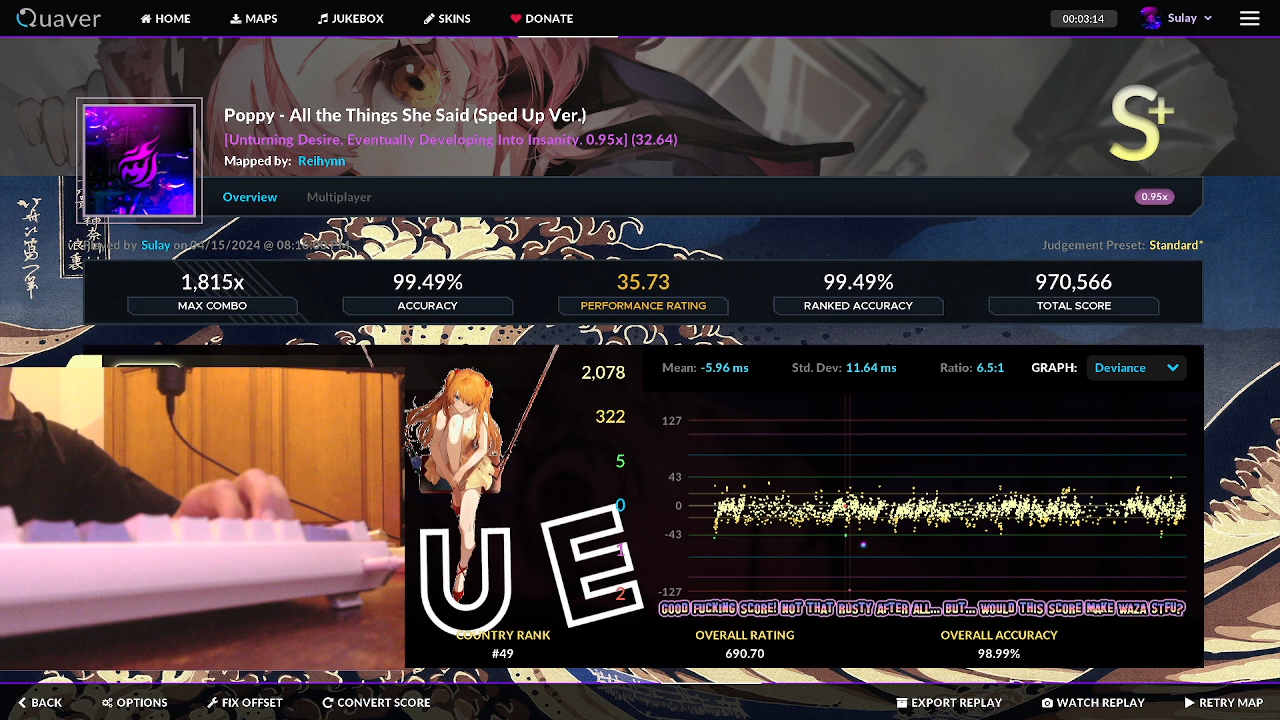 Quaver
HOME
MAPS
JUKEBOX
SKINS
DONATE
00:03:14
Sulay
Poppy - All the Things She Said (Sped Up Ver.)
[Unturning Desire, Eventually Developing Into Insanity. 0.95x] (32.64)
Mapped by: Reihynn
S+
Overview
Multiplayer
0.95x
Played by Sulay on 04/15/2024 @ 08:1
Judgement Preset: Standard*
1,815x
99.49%
35.73
99.49%
970,566
MAX COMBO
ACCURACY
PERFORMANCE RATING
RANKED ACCURACY
TOTAL SCORE
2,078
322
5
0
1
2
Mean: -5.96 ms
Std. Dev: 11.64 ms
Ratio: 6.5:1
GRAPH:
Deviance
127
43
0
-43
-127
U E
GOOD FUCKING SCORE! NOT THAT RUSTY AFTER ALL... BUT... WOULD THIS SCORE MAKE WAZA STFU?
COUNTRY RANK
OVERALL RATING
OVERALL ACCURACY
#49
690.70
98.99%
BACK
OPTIONS
FIX OFFSET
CONVERT SCORE
EXPORT REPLAY
WATCH REPLAY
RETRY MAP